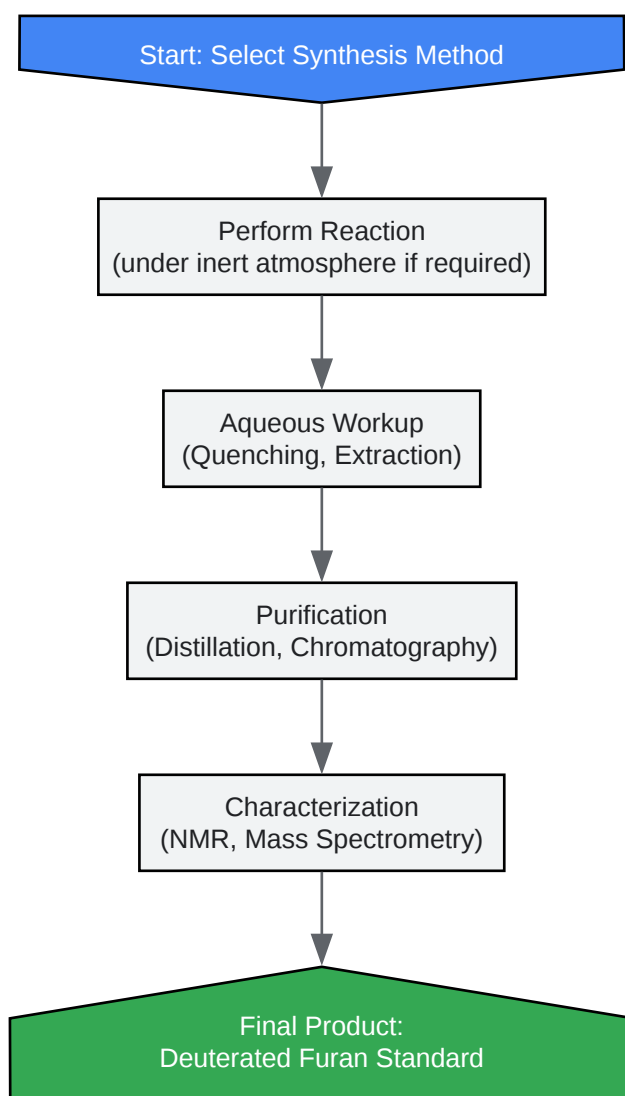 Start: Select Synthesis Method
Perform Reaction
(under inert atmosphere if required)
Aqueous Workup
(Quenching, Extraction)
Purification
(Distillation, Chromatography)
Characterization
(NMR, Mass Spectrometry)
Final Product:
Deuterated Furan Standard